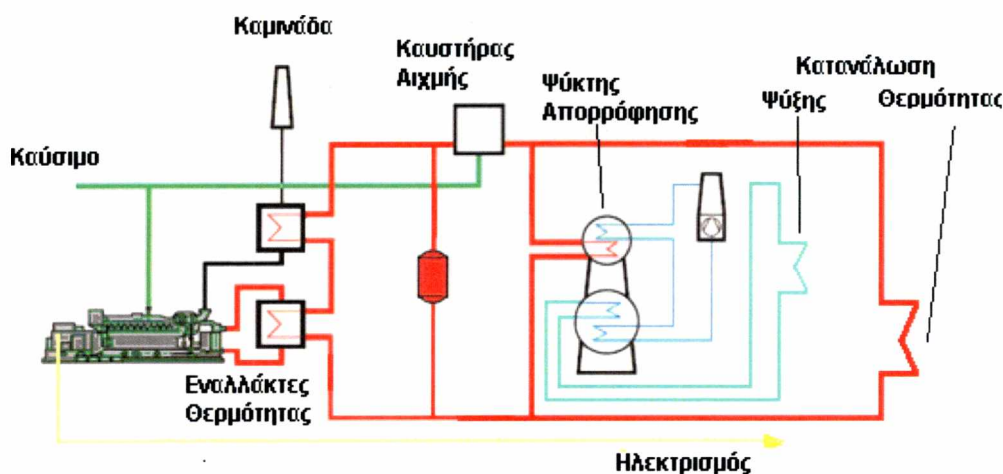 Καμινάδα
Καυστήρας
Αιχμής
Ψύκτης
Απορρόφησης
Κατανάλωση
Ψύξης
Θερμότητας
Καύσιμο
Εναλλάκτες
Θερμότητας
Ηλεκτρισμός